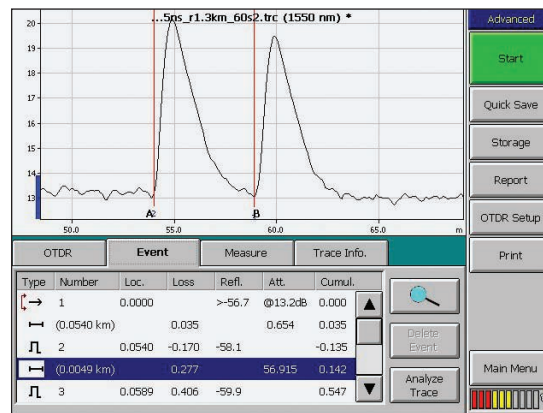 ...5ns_r1.3km_60s2.trc (1550 nm) *
20
19
18
17
16
15
14
13
A
B
50.0 55.0 60.0 65.0 m
OTDR Event Measure Trace Info.
Type Number Loc. Loss Refl. Att. Cumul.
1 0.0000 >-56.7 @13.2dB 0.000
(0.0540 km) 0.035 0.654 0.035
2 0.0540 -0.170 -58.1 -0.135
(0.0049 km) 0.277 56.915 0.142
3 0.0589 0.406 -59.9 0.547
Delete Event
Analyze Trace
Advanced
Start
Quick Save
Storage
Report
OTDR Setup
Print
Main Menu